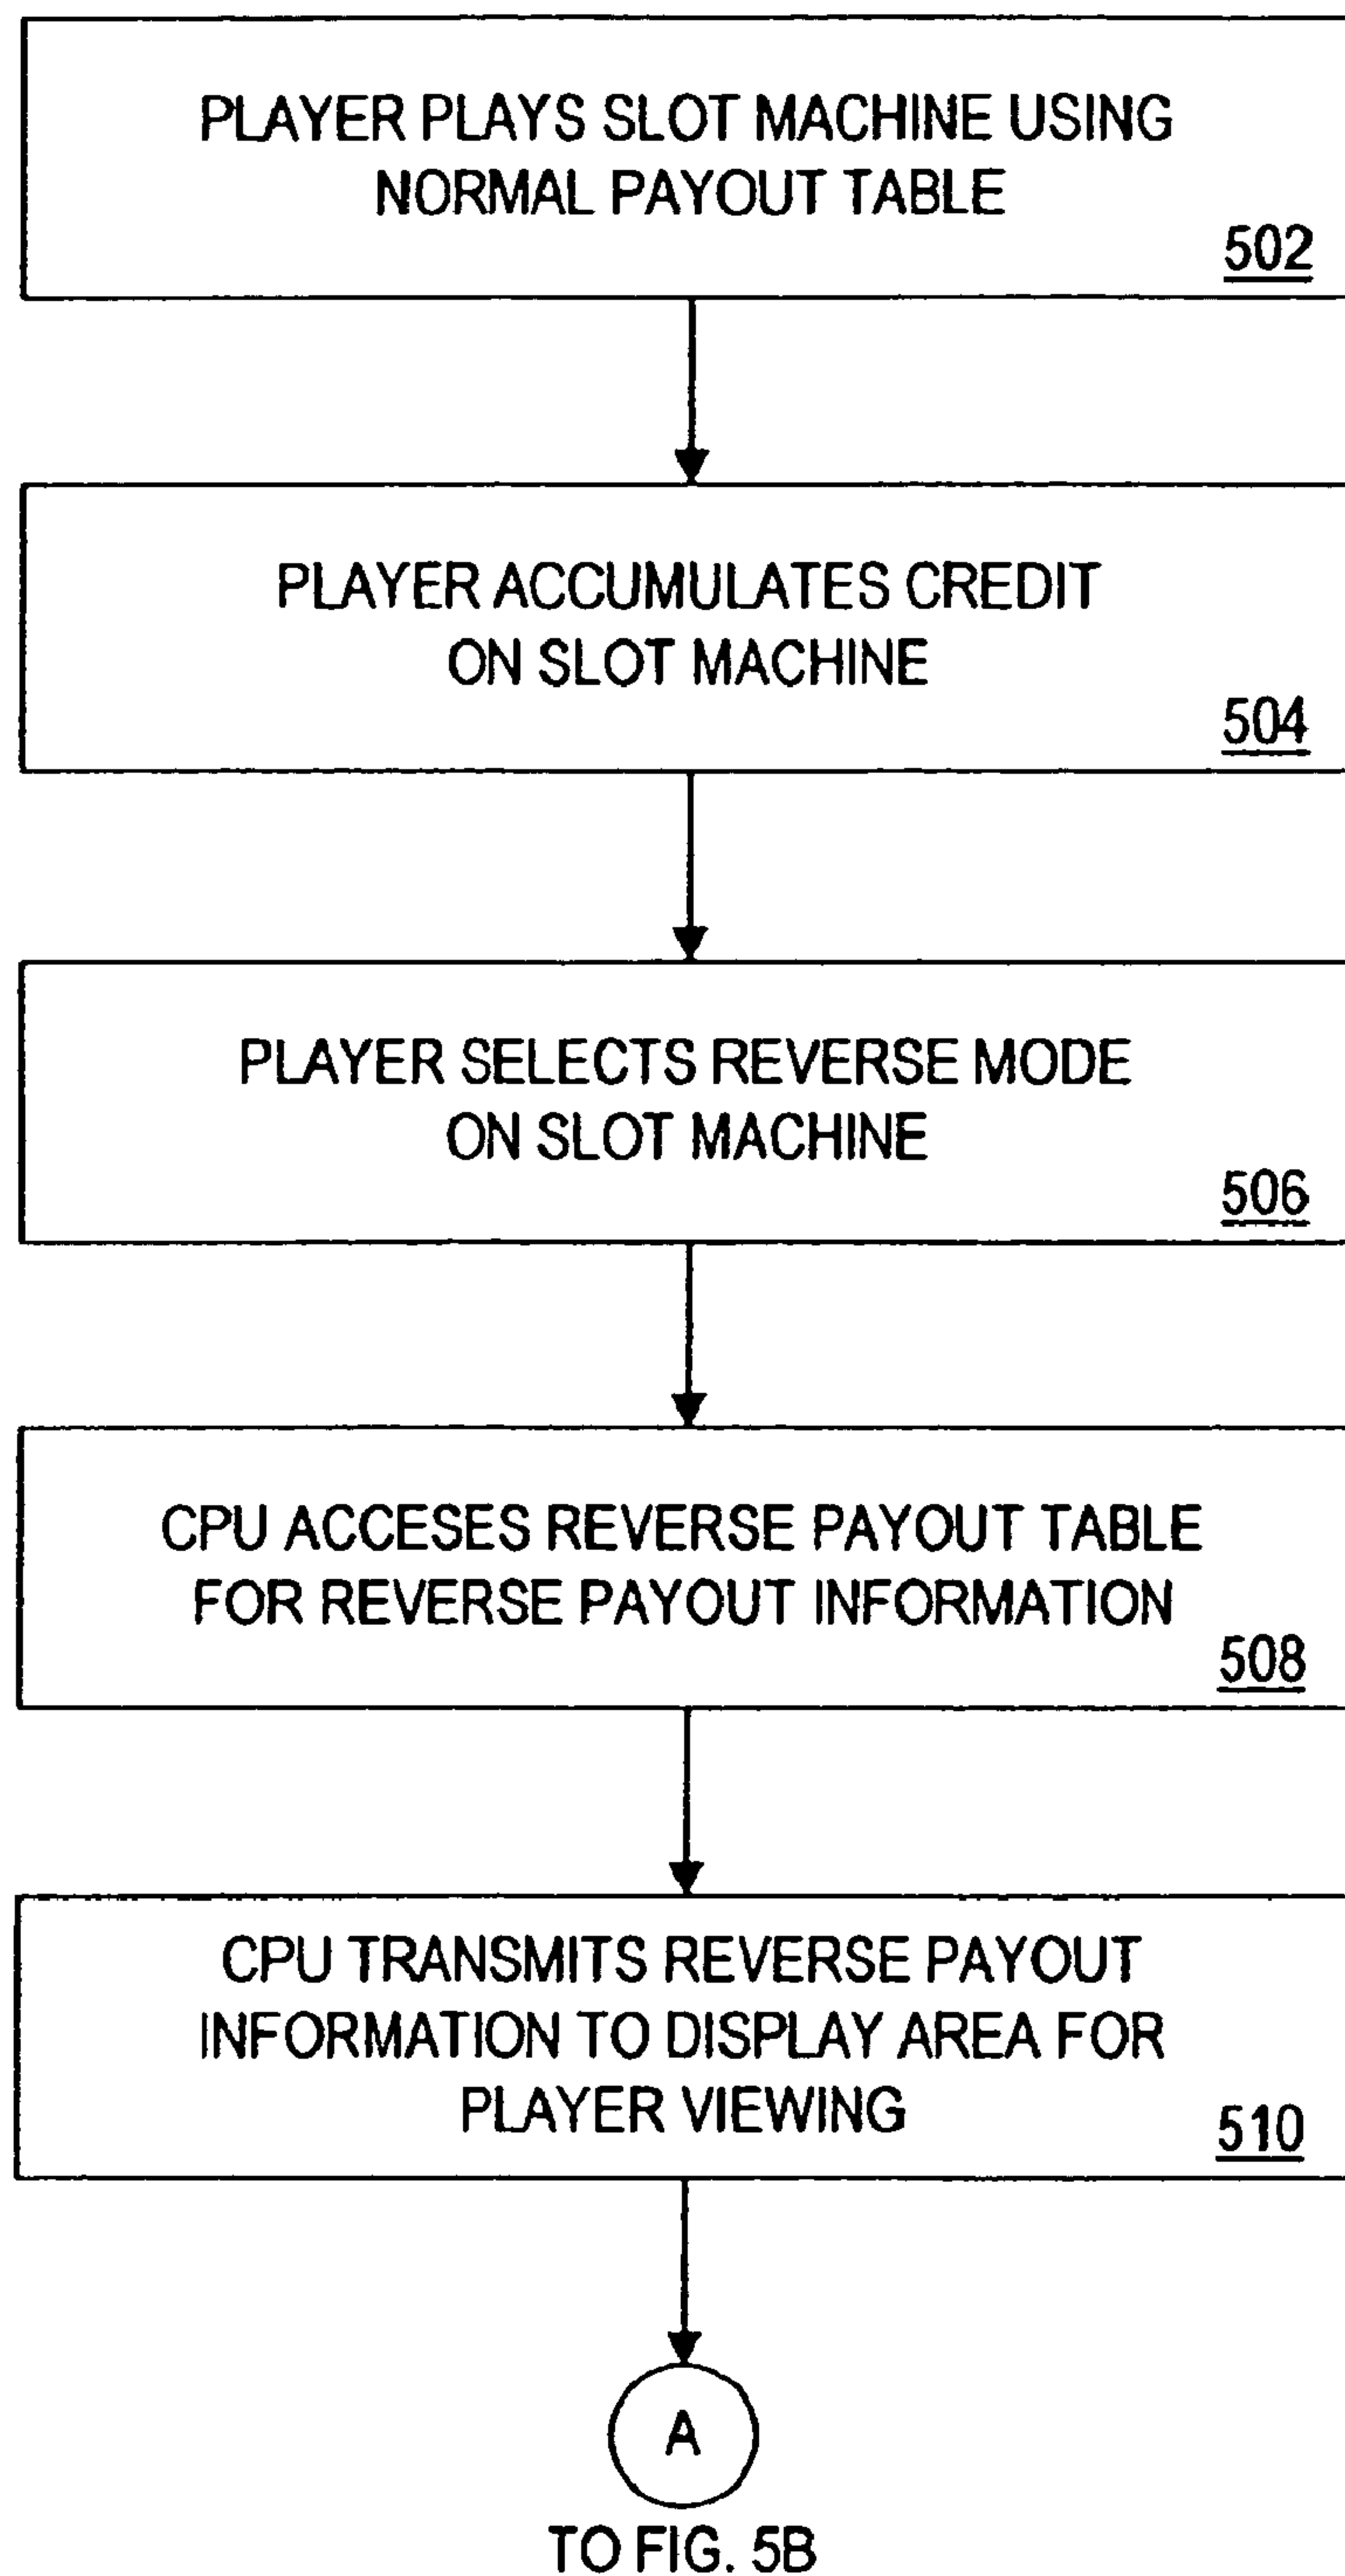 PLAYER PLAYS SLOT MACHINE USING
NORMAL PAYOUT TABLE
502
PLAYER ACCUMULATES CREDIT
ON SLOT MACHINE
504
PLAYER SELECTS REVERSE MODE
ON SLOT MACHINE
506
CPU ACCESES REVERSE PAYOUT TABLE
FOR REVERSE PAYOUT INFORMATION
508
CPU TRANSMITS REVERSE PAYOUT
INFORMATION TO DISPLAY AREA FOR
PLAYER VIEWING
510
A
TO FIG. 5B